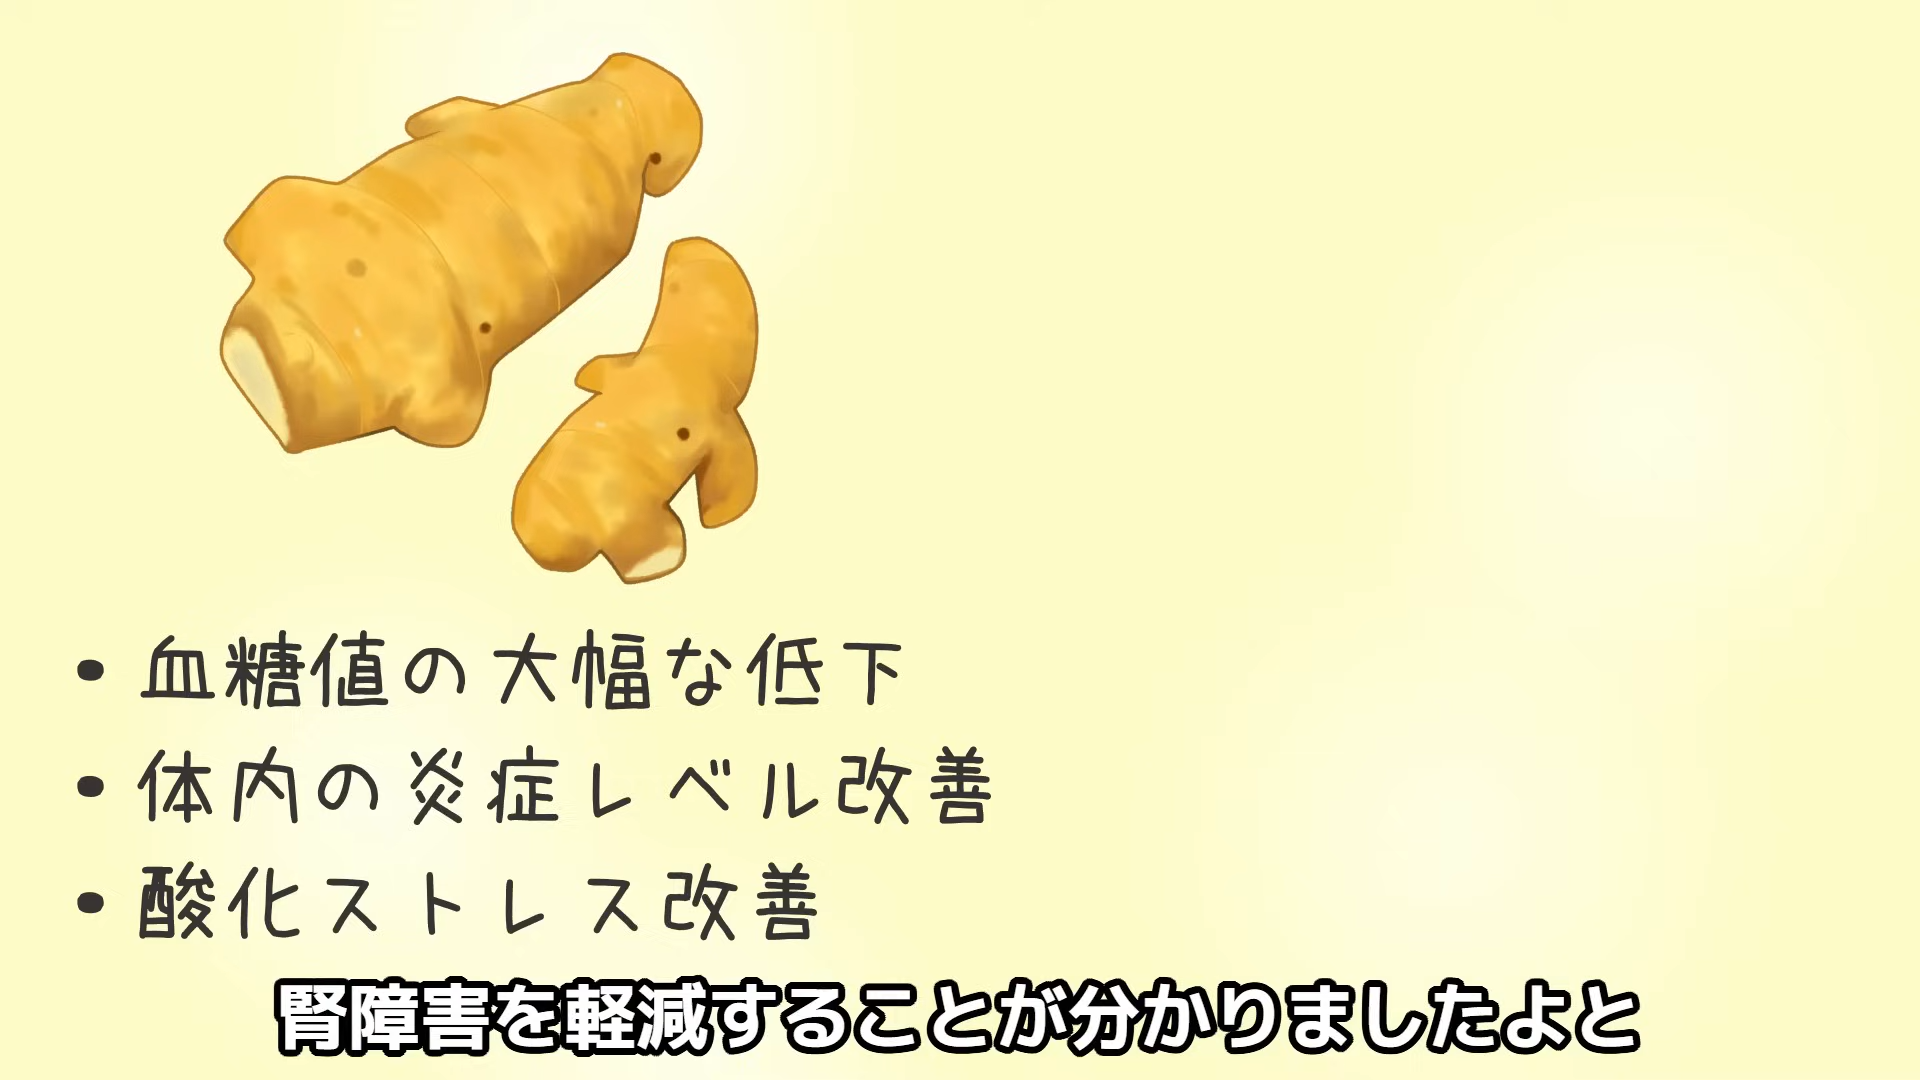 ・血糖値の大幅な低下
・体内の炎症レベル改善
・酸化ストレス改善
腎障害を軽減することが分かりましたよと